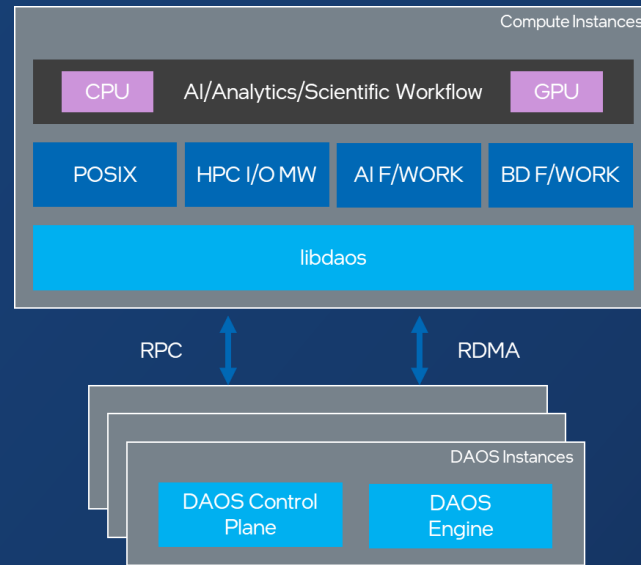 Compute Instances
CPU AI/Analytics/Scientific Workflow GPU
POSIX HPC I/O MW AI F/WORK BD F/WORK
libdaos
RPC RDMA
DAOS Instances
DAOS Control DAOS
Plane Engine